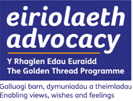 eiriolaeth
advocacy
Y Rhaglen Edau Euraidd
The Golden Thread Programme
Galluogi barn, dymuniadau a theimladau
Enabling views, wishes and feelings